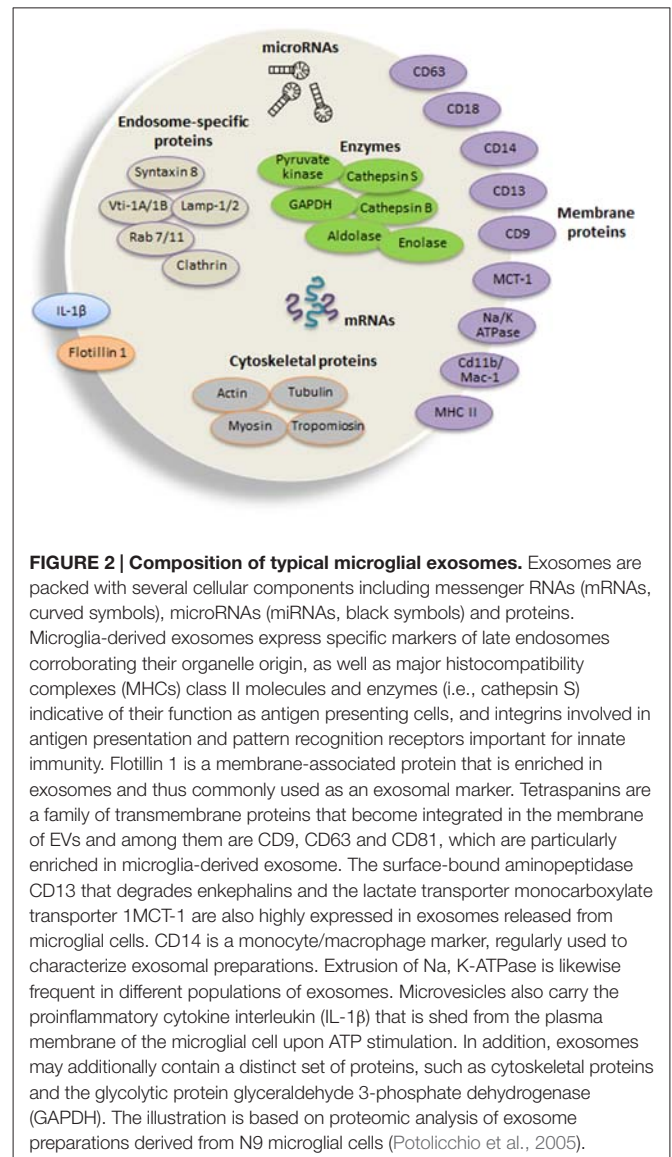 microRNAs
CD63
CD18
Endosome-specific
proteins
Enzymes
CD14
Syntaxin 8
Pyruvate
kinase
Cathepsin S
Vti-1A/1B
Lamp-1/2
GAPDH
Cathepsin B
CD13
Membrane
proteins
Rab 7/11
Aldolase
Enolase
CD9
Clathrin
MCT-1
IL-1β
mRNAs
Na/K
ATPase
Flotillin 1
Cytoskeletal proteins
Cd11b/
Mac-1
Actin
Tubulin
MHC II
Myosin
Tropomiosin
FIGURE 2 | Composition of typical microglial exosomes. Exosomes are
packed with several cellular components including messenger RNAs (mRNAs,
curved symbols), microRNAs (miRNAs, black symbols) and proteins.
Microglia-derived exosomes express specific markers of late endosomes
corroborating their organelle origin, as well as major histocompatibility
complexes (MHCs) class II molecules and enzymes (i.e., cathepsin S)
indicative of their function as antigen presenting cells, and integrins involved in
antigen presentation and pattern recognition receptors important for innate
immunity. Flotillin 1 is a membrane-associated protein that is enriched in
exosomes and thus commonly used as an exosomal marker. Tetraspanins are
a family of transmembrane proteins that become integrated in the membrane
of EVs and among them are CD9, CD63 and CD81, which are particularly
enriched in microglia-derived exosome. The surface-bound aminopeptidase
CD13 that degrades enkephalins and the lactate transporter monocarboxylate
transporter 1MCT-1 are also highly expressed in exosomes released from
microglial cells. CD14 is a monocyte/macrophage marker, regularly used to
characterize exosomal preparations. Extrusion of Na, K-ATPase is likewise
frequent in different populations of exosomes. Microvesicles also carry the
proinflammatory cytokine interleukin (IL-1β) that is shed from the plasma
membrane of the microglial cell upon ATP stimulation. In addition, exosomes
may additionally contain a distinct set of proteins, such as cytoskeletal proteins
and the glycolytic protein glyceraldehyde 3-phosphate dehydrogenase
(GAPDH). The illustration is based on proteomic analysis of exosome
preparations derived from N9 microglial cells (Potolicchio et al., 2005).